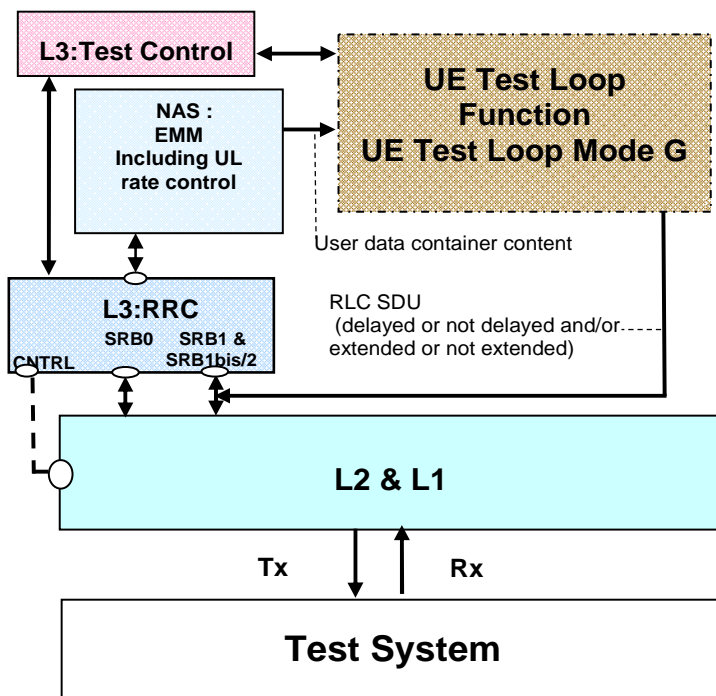 L3:Test Control
UE Test Loop
Function
UE Test Loop Mode G
NAS :
EMM
Including UL
rate control
User data container content
RLC SDU
(delayed or not delayed and/or
extended or not extended)
L3:RRC
SRB0
SRB1 &
SRB1bis/2
CNTRL
L2 & L1
Tx
Rx
Test System